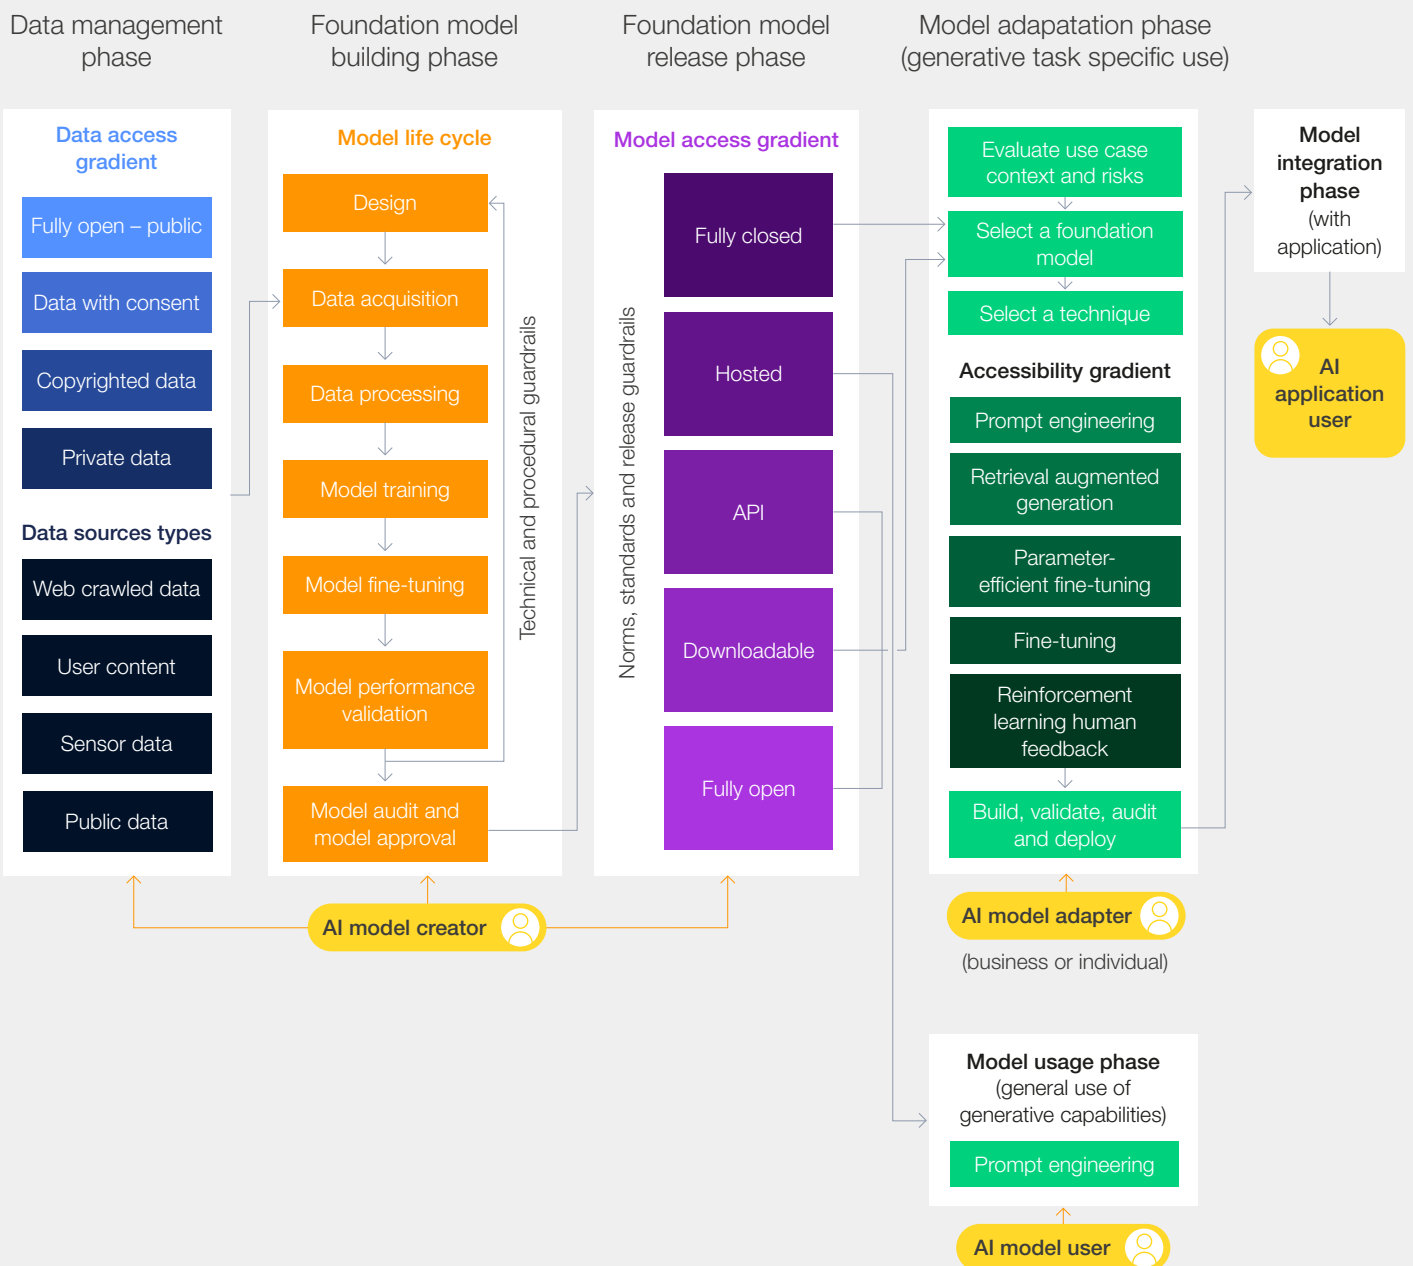 Data management
phase
Foundation model
building phase
Foundation model
release phase
Model adapatation phase
(generative task specific use)
Data access
gradient
Fully open – public
Data with consent
Copyrighted data
Private data
Data sources types
Web crawled data
User content
Sensor data
Public data
Model life cycle
Design
Data acquisition
Data processing
Model training
Model fine-tuning
Model performance
validation
Model audit and
model approval
Technical and procedural guardrails
AI model creator
Norms, standards and release guardrails
Model access gradient
Fully closed
Hosted
API
Downloadable
Fully open
Evaluate use case
context and risks
Select a foundation
model
Select a technique
Accessibility gradient
Prompt engineering
Retrieval augmented
generation
Parameter-
efficient fine-tuning
Fine-tuning
Reinforcement
learning human
feedback
Build, validate, audit
and deploy
AI model adapter
(business or individual)
Model
integration
phase
(with
application)
AI
application
user
Model usage phase
(general use of
generative capabilities)
Prompt engineering
AI model user